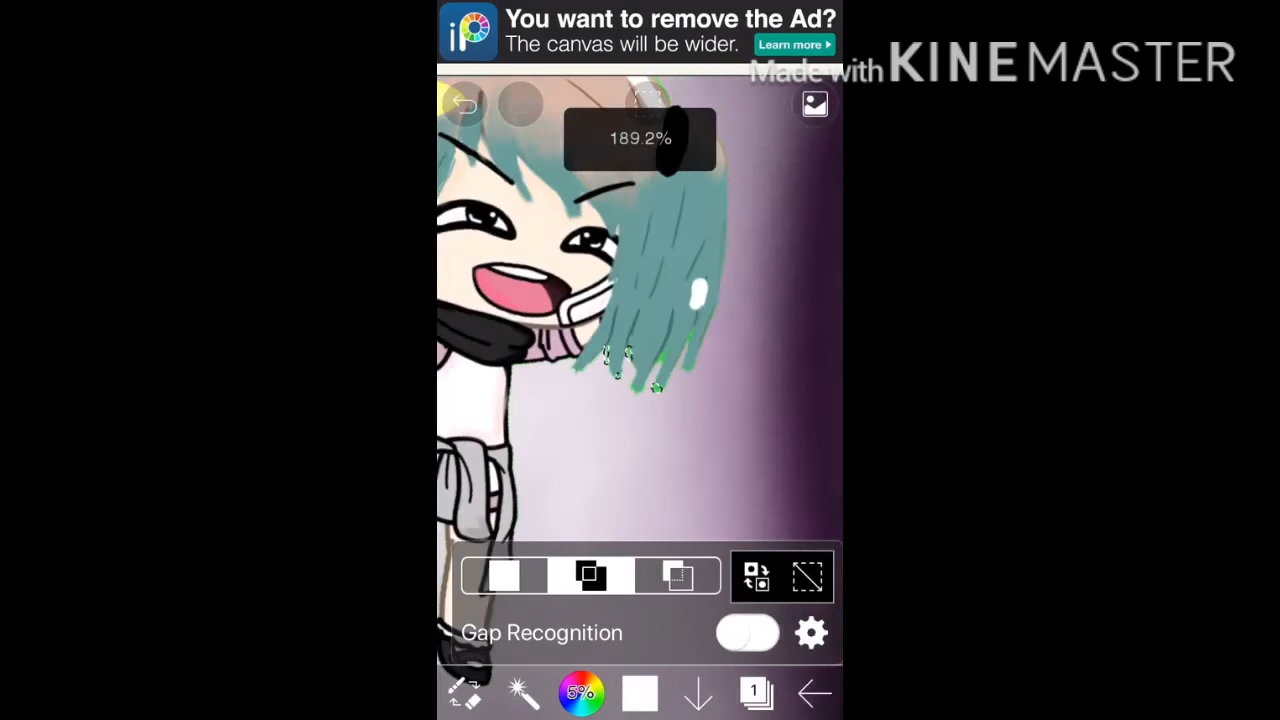 iP
You want to remove the Ad?
The canvas will be wider.
Learn more
Made with KINEMASTER
189.2%
Gap Recognition
5%
1